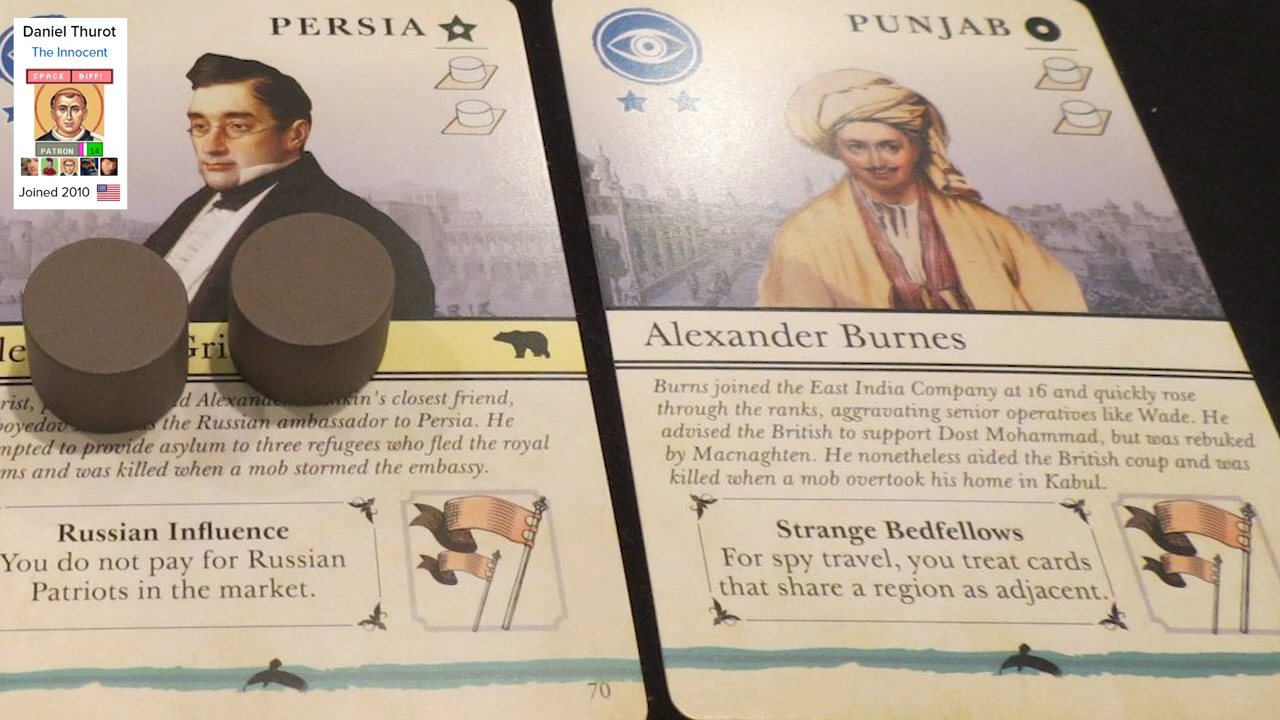 Daniel Thurot
The Innocent
SPACE BIFF!
PATRON 14
Joined 2010
PERSIA
Gri
closest friend,
the Russian ambassador to Persia. He
to provide asylum to three refugees who fled the royal
and was killed when a mob stormed the embassy.
Russian Influence
You do not pay for Russian
Patriots in the market.
70
PUNJAB
Alexander Burnes
Burns joined the East India Company at 16 and quickly rose
through the ranks, aggravating senior operatives like Wade. He
advised the British to support Dost Mohammad, but was rebuked
by Macnaghten. He nonetheless aided the British coup and was
killed when a mob overtook his home in Kabul.
Strange Bedfellows
For spy travel, you treat cards
that share a region as adjacent.